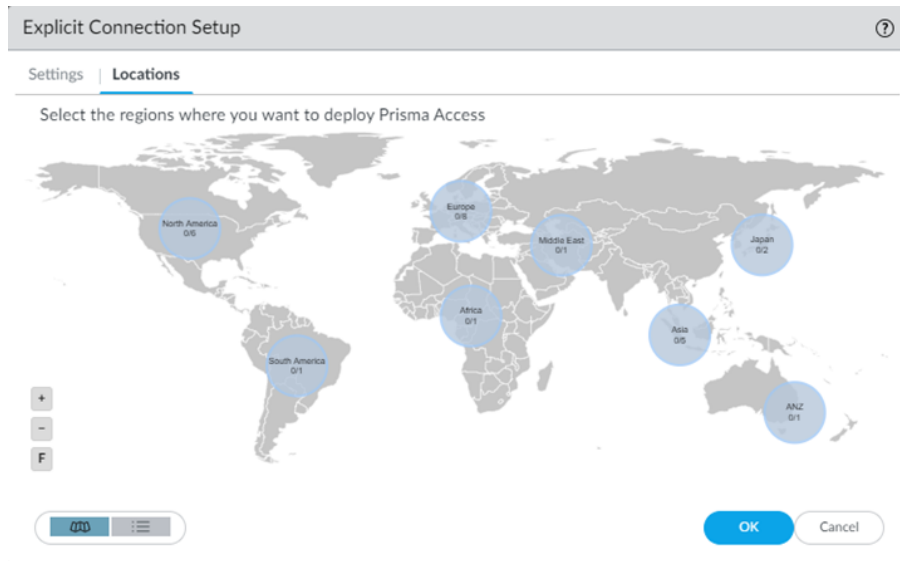 Explicit Connection Setup
?
Settings | Locations
Select the regions where you want to deploy Prisma Access
North America
0/6
Europe
0/8
Middle East
0/1
Japan
0/2
Africa
0/1
Asia
0/5
South America
0/1
ANZ
0/1
+
−
F
OK
Cancel